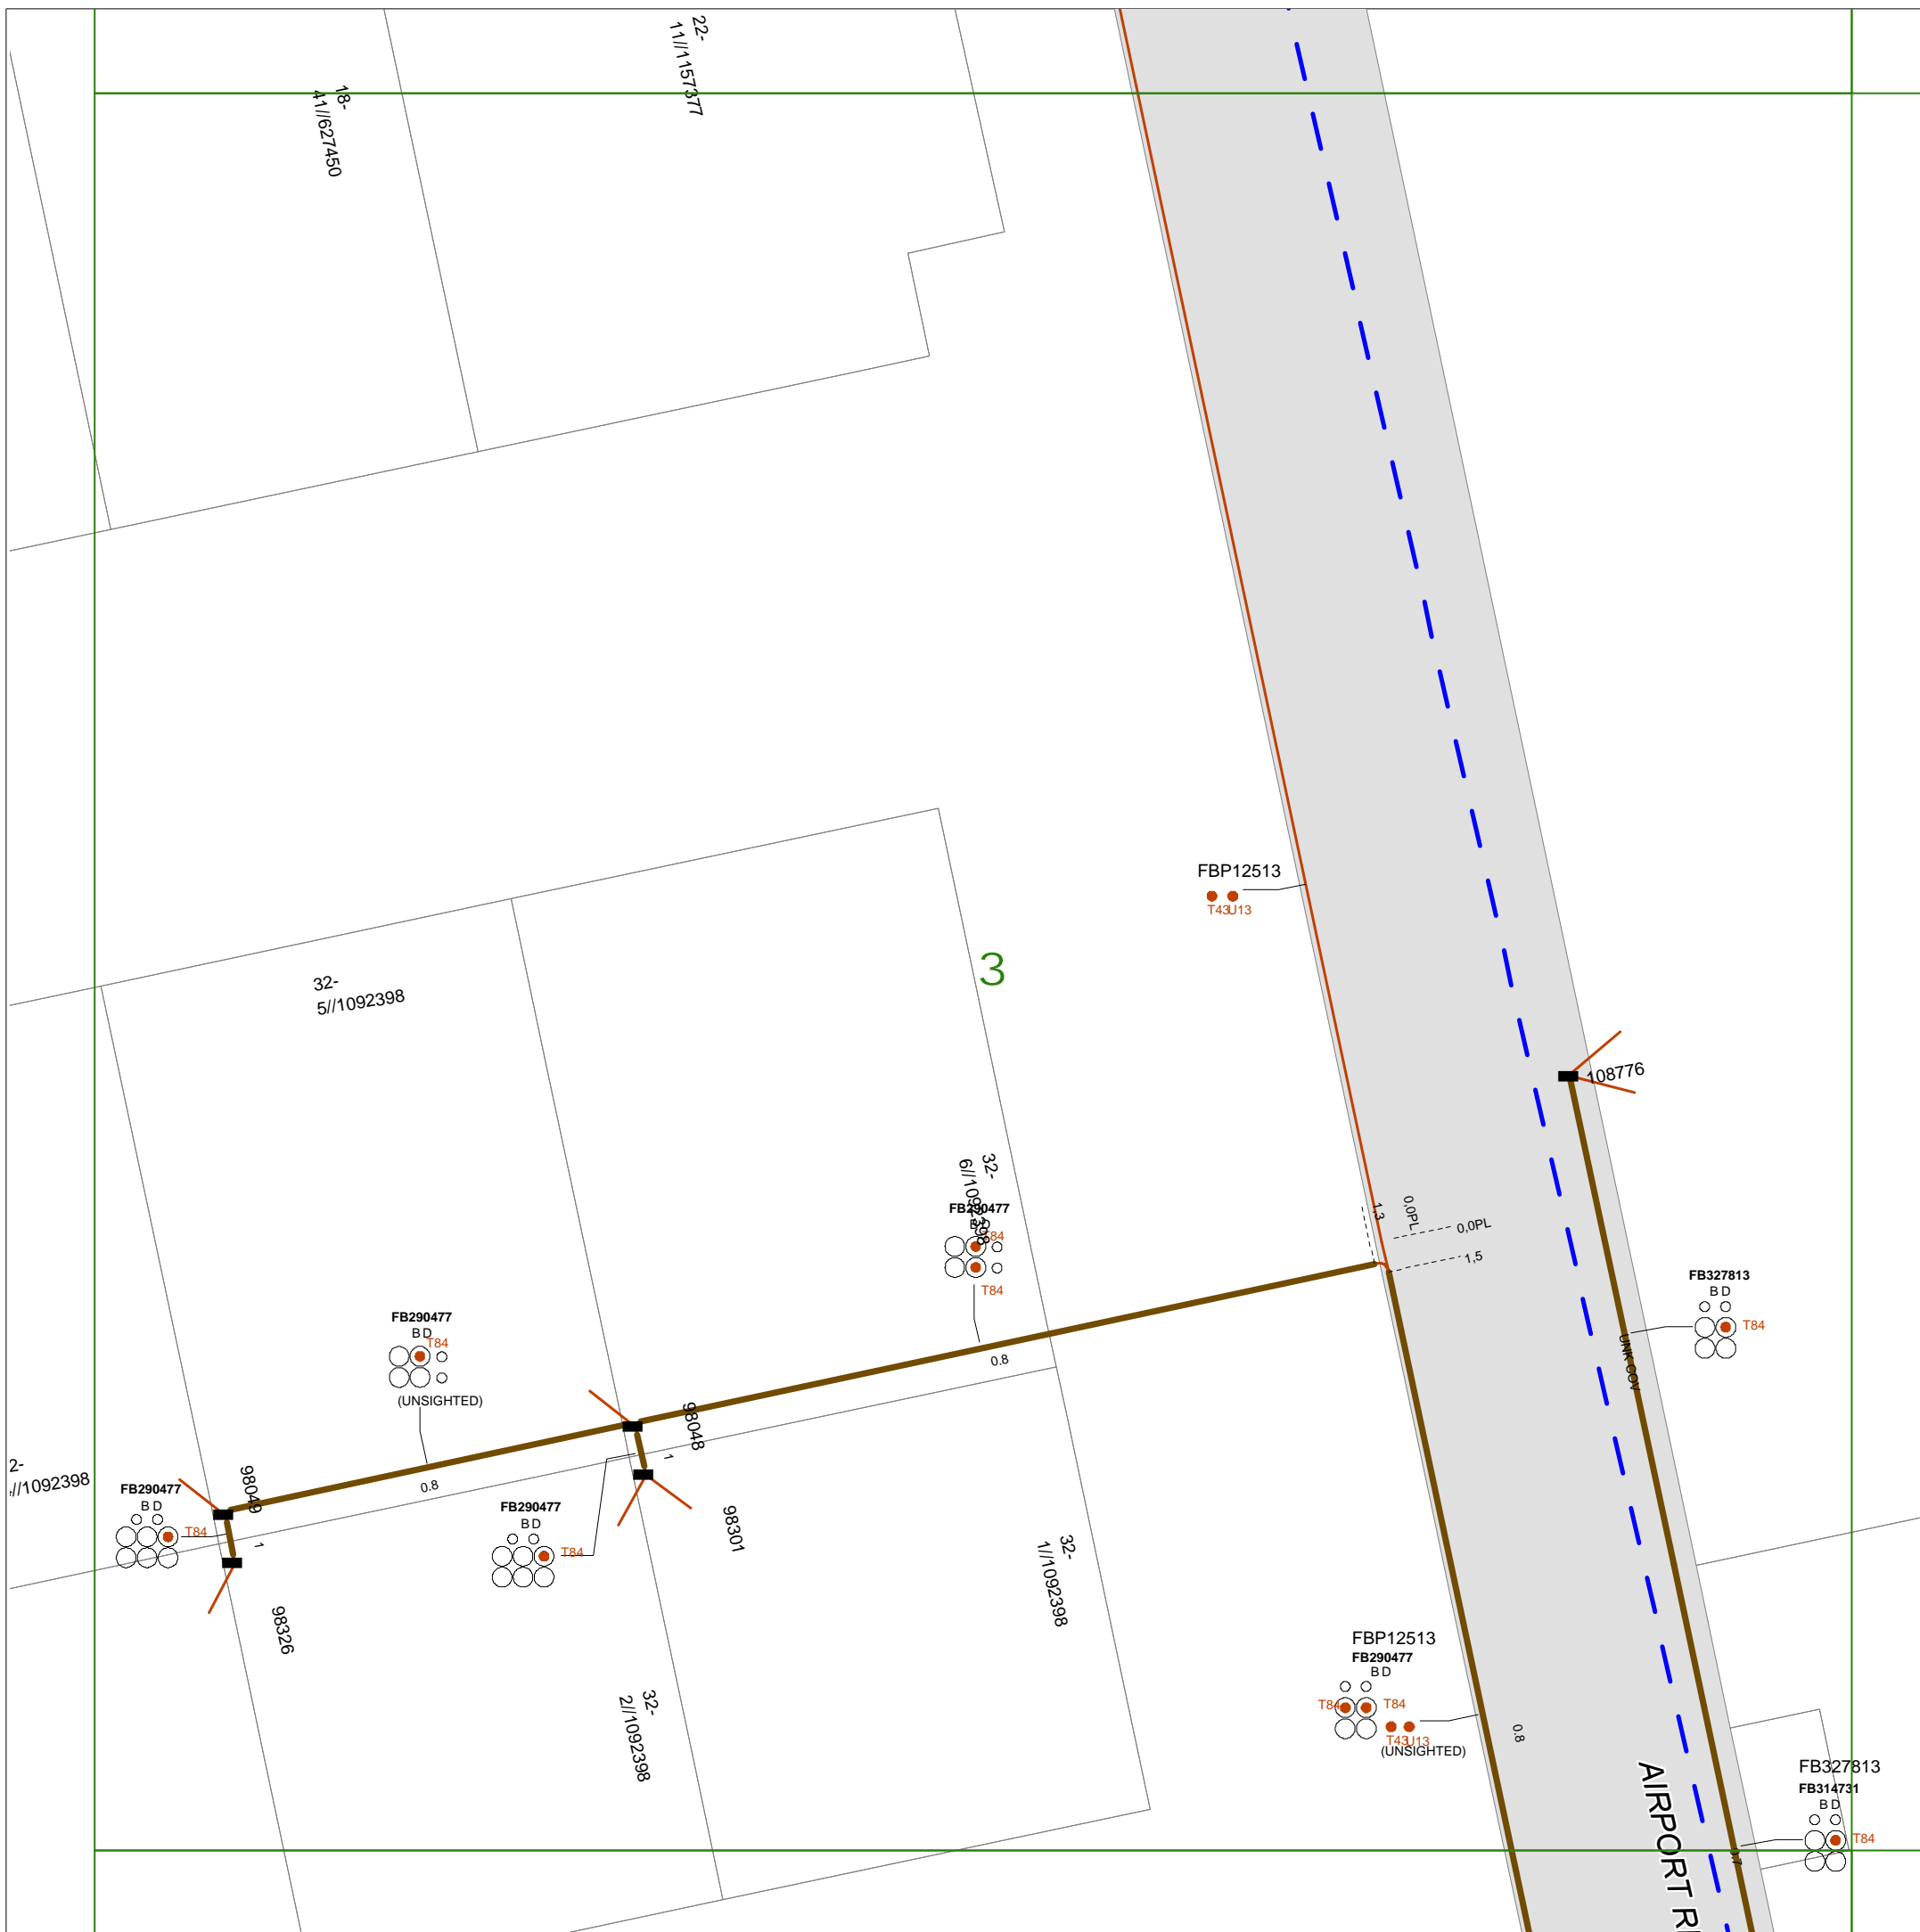 22-
11//1157377
18-
41//627450
FBP12513
T43
U13
3
32-
5//1092398
108776
32-
6//1092398
FB290477
B D
T84
T84
1,3
0,0PL
0,0PL
1,5
FB327813
B D
T84
UNK COV
FB290477
B D
T84
(UNSIGHTED)
0.8
98048
1
0.8
//1092398
FB290477
B D
T84
98049
1
FB290477
B D
T84
98301
32-
1//1092398
98326
32-
2//1092398
FBP12513
FB290477
B D
T84
T84
T43
U13
(UNSIGHTED)
0.8
AIRPORT R
FB327813
FB314731
B D
T84